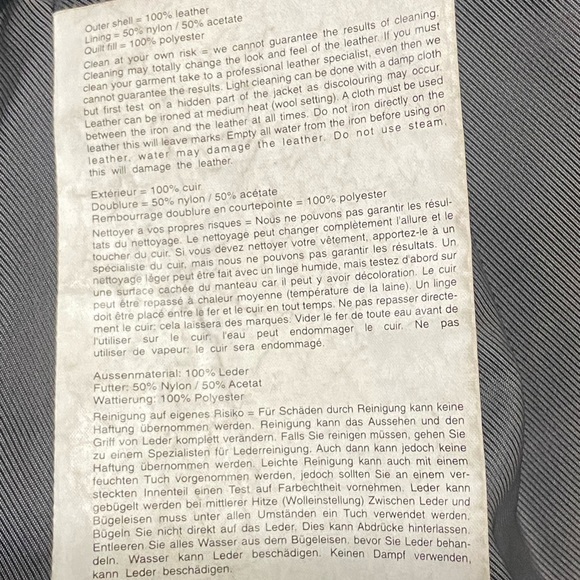 Outer shell = 100% leather
Lining = 50% nylon / 50% acetate
Quilt fill = 100% polyester
Clean at your own risk = we cannot guarantee the results of cleaning.
Cleaning may totally change the look and feel of the leather. If you must
clean your garment take to a professional leather specialist, even then we
cannot guarantee the results. Light cleaning can be done with a damp cloth
but first test on a hidden part of the jacket as discolouring may occur.
Leather can be ironed at medium heat (wool setting). A cloth must be used
between the iron and the leather at all times. Do not iron directly on the
leather this will leave marks. Empty all water from the iron before using on
leather, water may damage the leather. Do not use steam,
this will damage the leather.
Extérieur = 100% cuir
Doublure = 50% nylon / 50% acétate
Rembourrage doublure en courtepointe = 100% polyester
Nettoyer a vos propres risques = Nous ne pouvons pas garantir les résul-
tats du nettoyage. Le nettoyage peut changer complètement l'allure et le
toucher du cuir. Si vous devez nettoyer votre vêtement, apportez-le à un
spécialiste du cuir, mais nous ne pouvons pas garantir les résultats. Un
nettoyage léger peut être fait avec un linge humide, mais testez d'abord sur
une surface cachée du manteau car il peut y avoir décoloration. Le cuir
peut être repassé à chaleur moyenne (température de la laine). Un linge
doit être placé entre le fer et le cuir en tout temps. Ne pas repasser directe-
ment le cuir; cela laissera des marques. Vider le fer de toute eau avant de
l'utiliser sur le cuir; l'eau peut endommager le cuir. Ne pas
utiliser de vapeur: le cuir sera endommagé.
Aussenmaterial: 100% Leder
Futter: 50% Nylon / 50% Acetat
Wattierung: 100% Polyester
Reinigung auf eigenes Risiko = Für Schäden durch Reinigung kann keine
Haftung übernommen werden. Reinigung kann das Aussehen und den
Griff von Leder komplett verändern. Falls Sie reinigen müssen, gehen Sie
zu einem Spezialisten für Lederreinigung. Auch dann kann jedoch keine
Haftung übernommen werden. Leichte Reinigung kann auch mit einem
feuchten Tuch vorgenommen werden, jedoch sollten Sie an einem ver-
steckten Innenteil einen Test auf Farbechtheit vornehmen. Leder kann
gebügelt werden bei mittlerer Hitze (Wolleinstellung) Zwischen Leder und
Bügeleisen muss unter allen Umständen ein Tuch verwendet werden.
Bügeln Sie nicht direkt auf das Leder. Dies kann Abdrücke hinterlassen.
Entleeren Sie alles Wasser aus dem Bügeleisen. bevor Sie Leder behan-
deln. Wasser kann Leder beschädigen. Keinen Dampf verwenden,
kann Leder beschädigen.